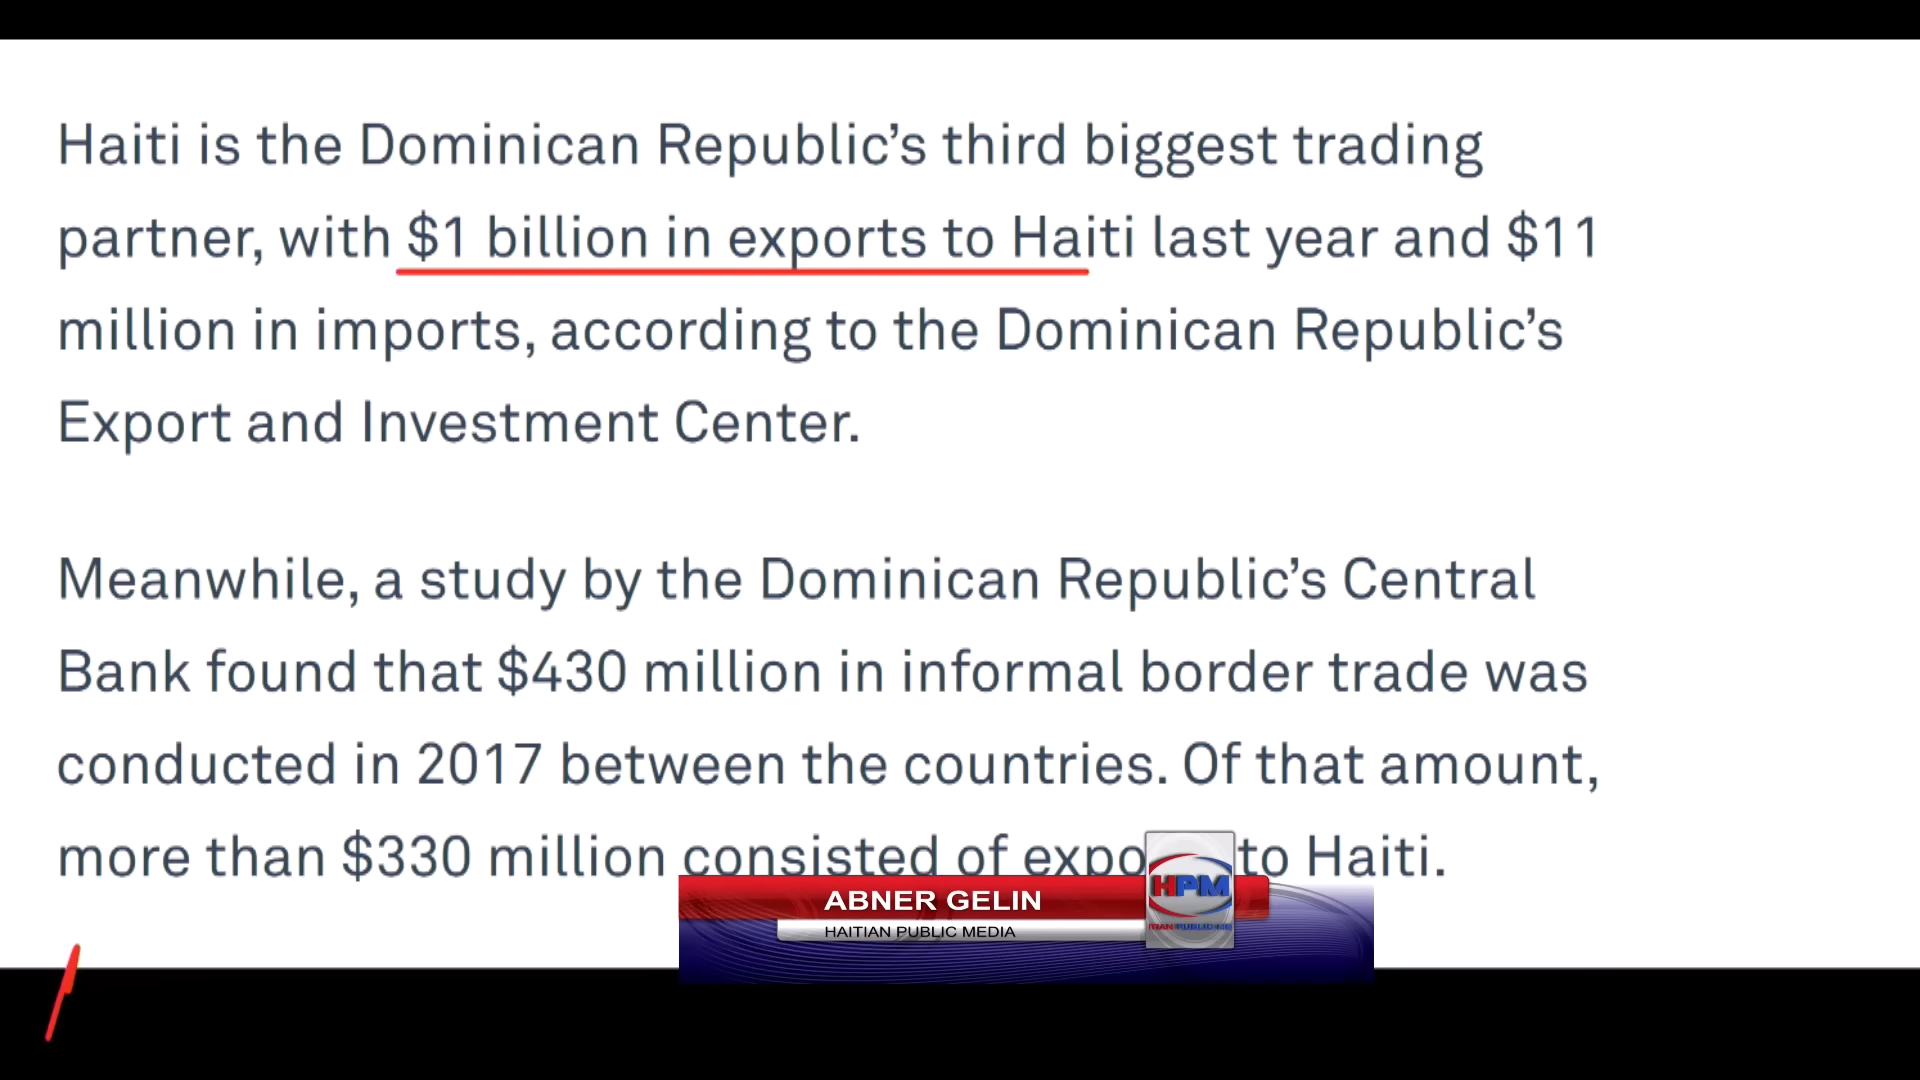 Haiti is the Dominican Republic’s third biggest trading
partner, with $1 billion in exports to Haiti last year and $11
million in imports, according to the Dominican Republic’s
Export and Investment Center.
Meanwhile, a study by the Dominican Republic’s Central
Bank found that $430 million in informal border trade was
conducted in 2017 between the countries. Of that amount,
more than $330 million consisted of to Haiti.
ABNER GELIN
HPM
HAITIAN PUBLIC MEDIA